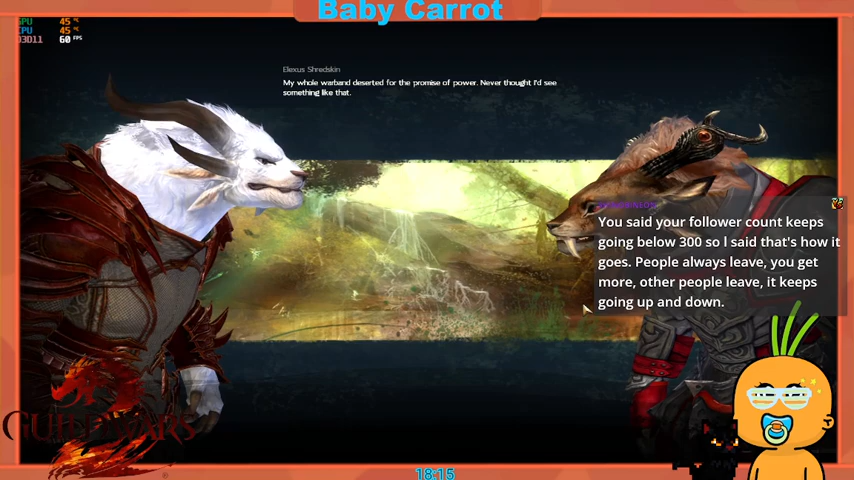 Baby Carrot
GPU 45 °C
CPU 45 °C
D3D11 60 FPS
Elexus Shredskin
My whole warband deserted for the promise of power. Never thought I'd see
something like that.
You said your follower count keeps
going below 300 so I said that's how it
goes. People always leave, you get
more, other people leave, it keeps
going up and down.
GUILD WARS
18:15